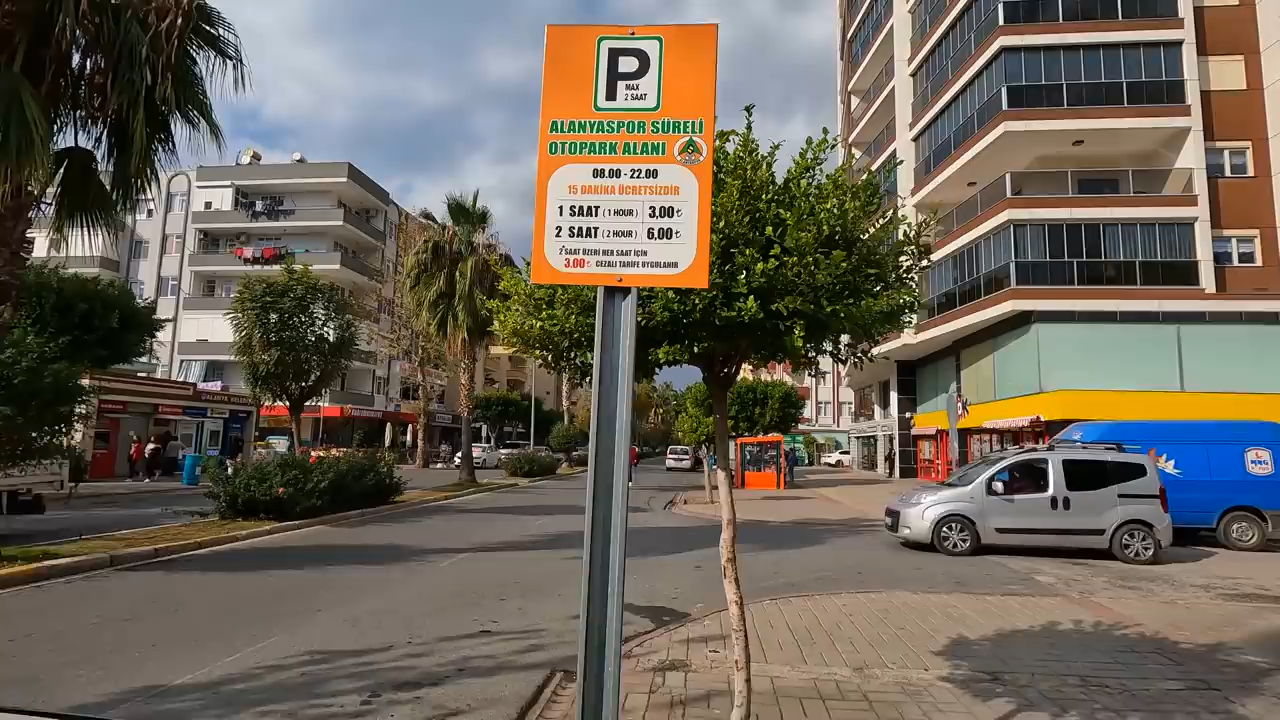 P
MAX
2 SAAT
ALANYASPOR SÜRELİ
OTOPARK ALANI
08.00 - 22.00
15 DAKİKA ÜCRETSİZDİR
1 SAAT (1 HOUR) 3,00₺
2 SAAT (2 HOUR) 6,00₺
2 SAAT ÜZERİ HER SAAT İÇİN
3.00₺ CEZALI TARİFE UYGULANIR
MNG